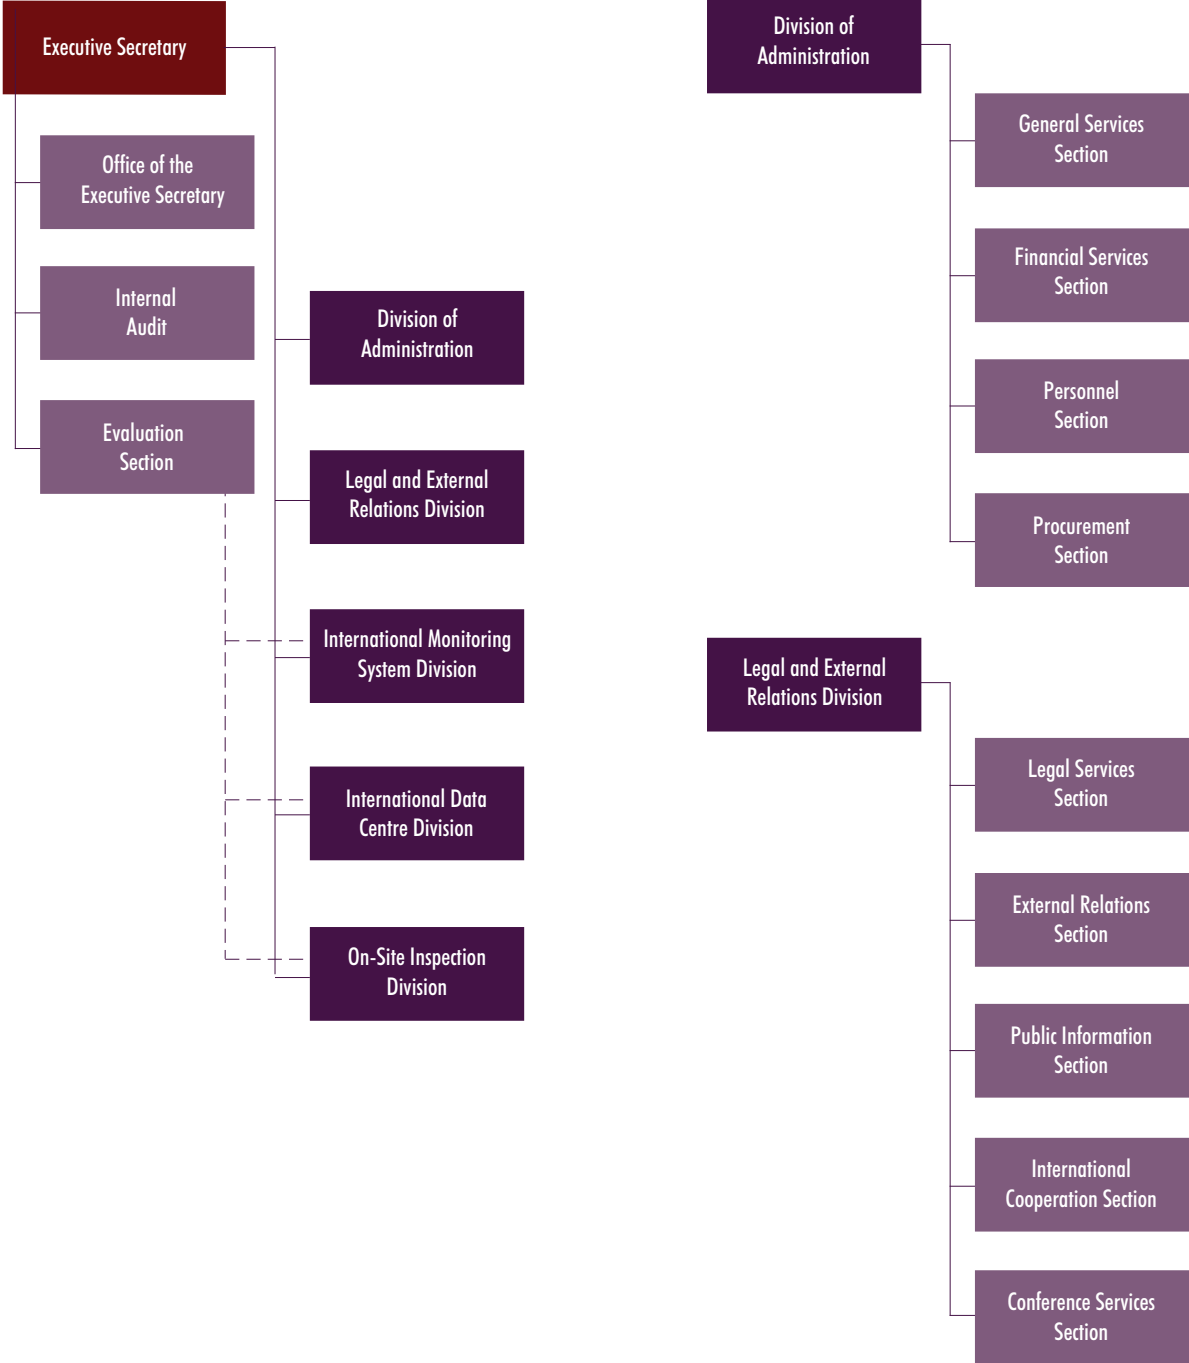 Executive Secretary
Office of the
Executive Secretary
Internal
Audit
Evaluation
Section
Division of
Administration
Legal and External
Relations Division
International Monitoring
System Division
International Data
Centre Division
On-Site Inspection
Division
Division of
Administration
General Services
Section
Financial Services
Section
Personnel
Section
Procurement
Section
Legal and External
Relations Division
Legal Services
Section
External Relations
Section
Public Information
Section
International
Cooperation Section
Conference Services
Section